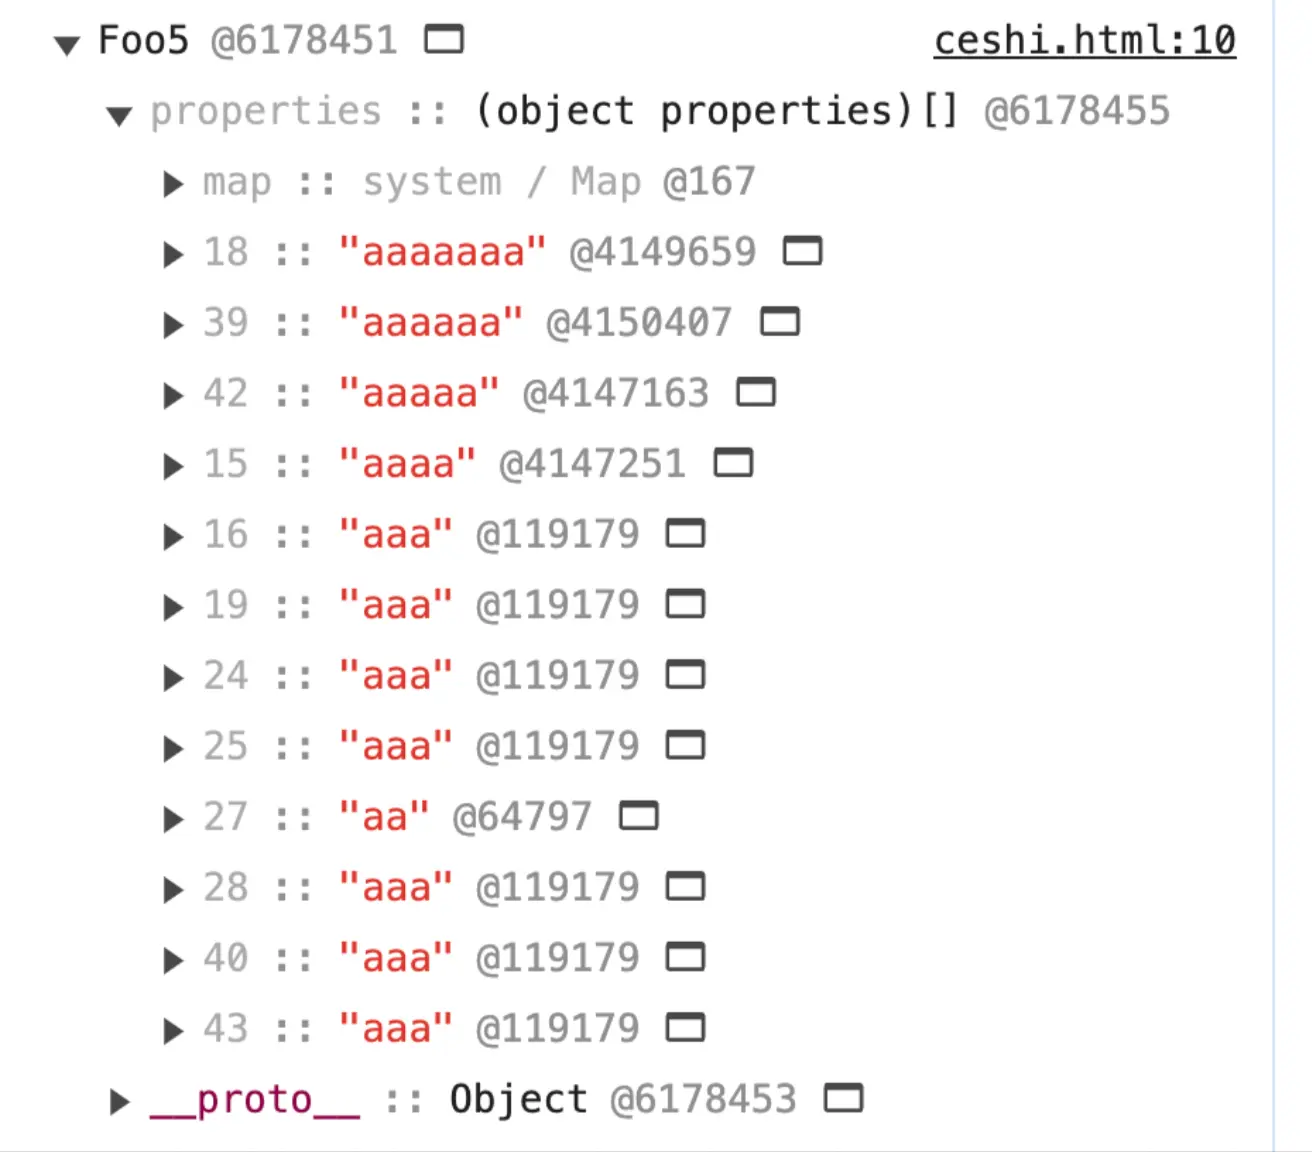 ▼ Foo5 @6178451 ceshi.html:10
▼ properties :: (object properties)[] @6178455
▶ map :: system / Map @167
▶ 18 :: "aaaaaaa" @4149659
▶ 39 :: "aaaaaa" @4150407
▶ 42 :: "aaaaa" @4147163
▶ 15 :: "aaaa" @4147251
▶ 16 :: "aaa" @119179
▶ 19 :: "aaa" @119179
▶ 24 :: "aaa" @119179
▶ 25 :: "aaa" @119179
▶ 27 :: "aa" @64797
▶ 28 :: "aaa" @119179
▶ 40 :: "aaa" @119179
▶ 43 :: "aaa" @119179
▶ __proto__ :: Object @6178453